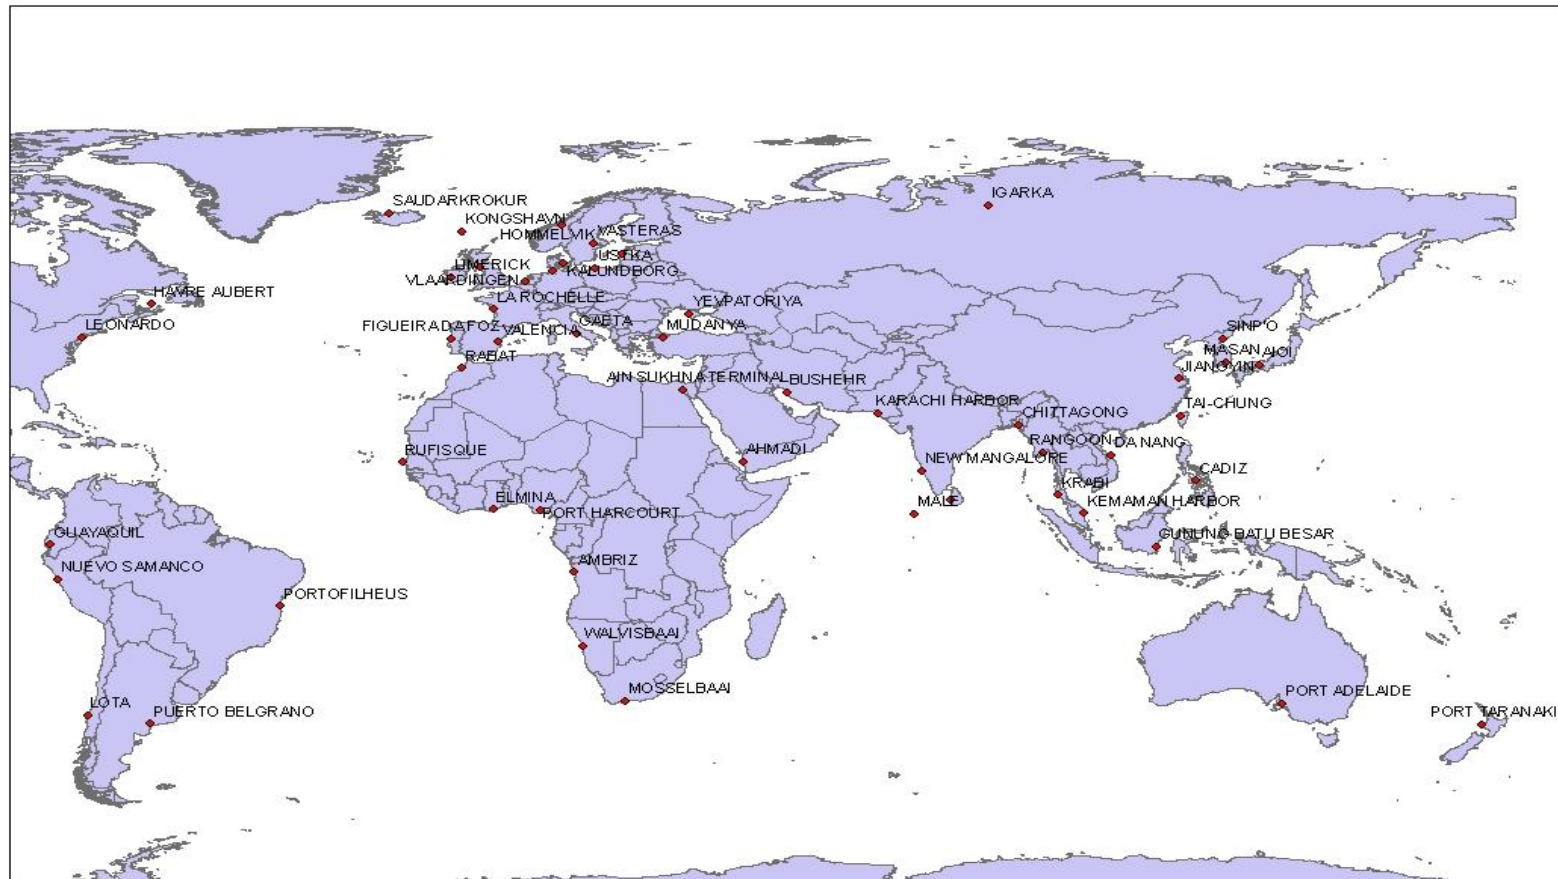 IGARKA
SAUDARKROKUR
KONGSHAVN
HOMMELVIK
VASTERAS
USTKA
LIMERICK
KALUNDBORG
VLAARDINGEN
HAVRE AUBERT
LA ROCHELLE
YEVPATORIYA
LEONARDO
FIGUEIRA DA FOZ
VALENCIA
GAETA
MUDANYA
SINP'O
MASAN
AIOI
RABAT
JIANGYIN
AIN SUKHNA TERMINAL
BUSHEHR
KARACHI HARBOR
CHITTAGONG
TAI-CHUNG
RANGOON
DA NANG
RUFISQUE
AHMADI
NEW MANGALORE
CADIZ
KRABI
ELMINA
MALE
KEMAMAN HARBOR
PORT HARCOURT
GUAYAQUIL
GUNUNG BATU BESAR
NUEVO SAMANCO
AMBRIZ
PORTOFILHEUS
WALVISBAAI
MOSSELBAAI
PORT ADELAIDE
LOTA
PUERTO BELGRANO
PORT TARANAKI